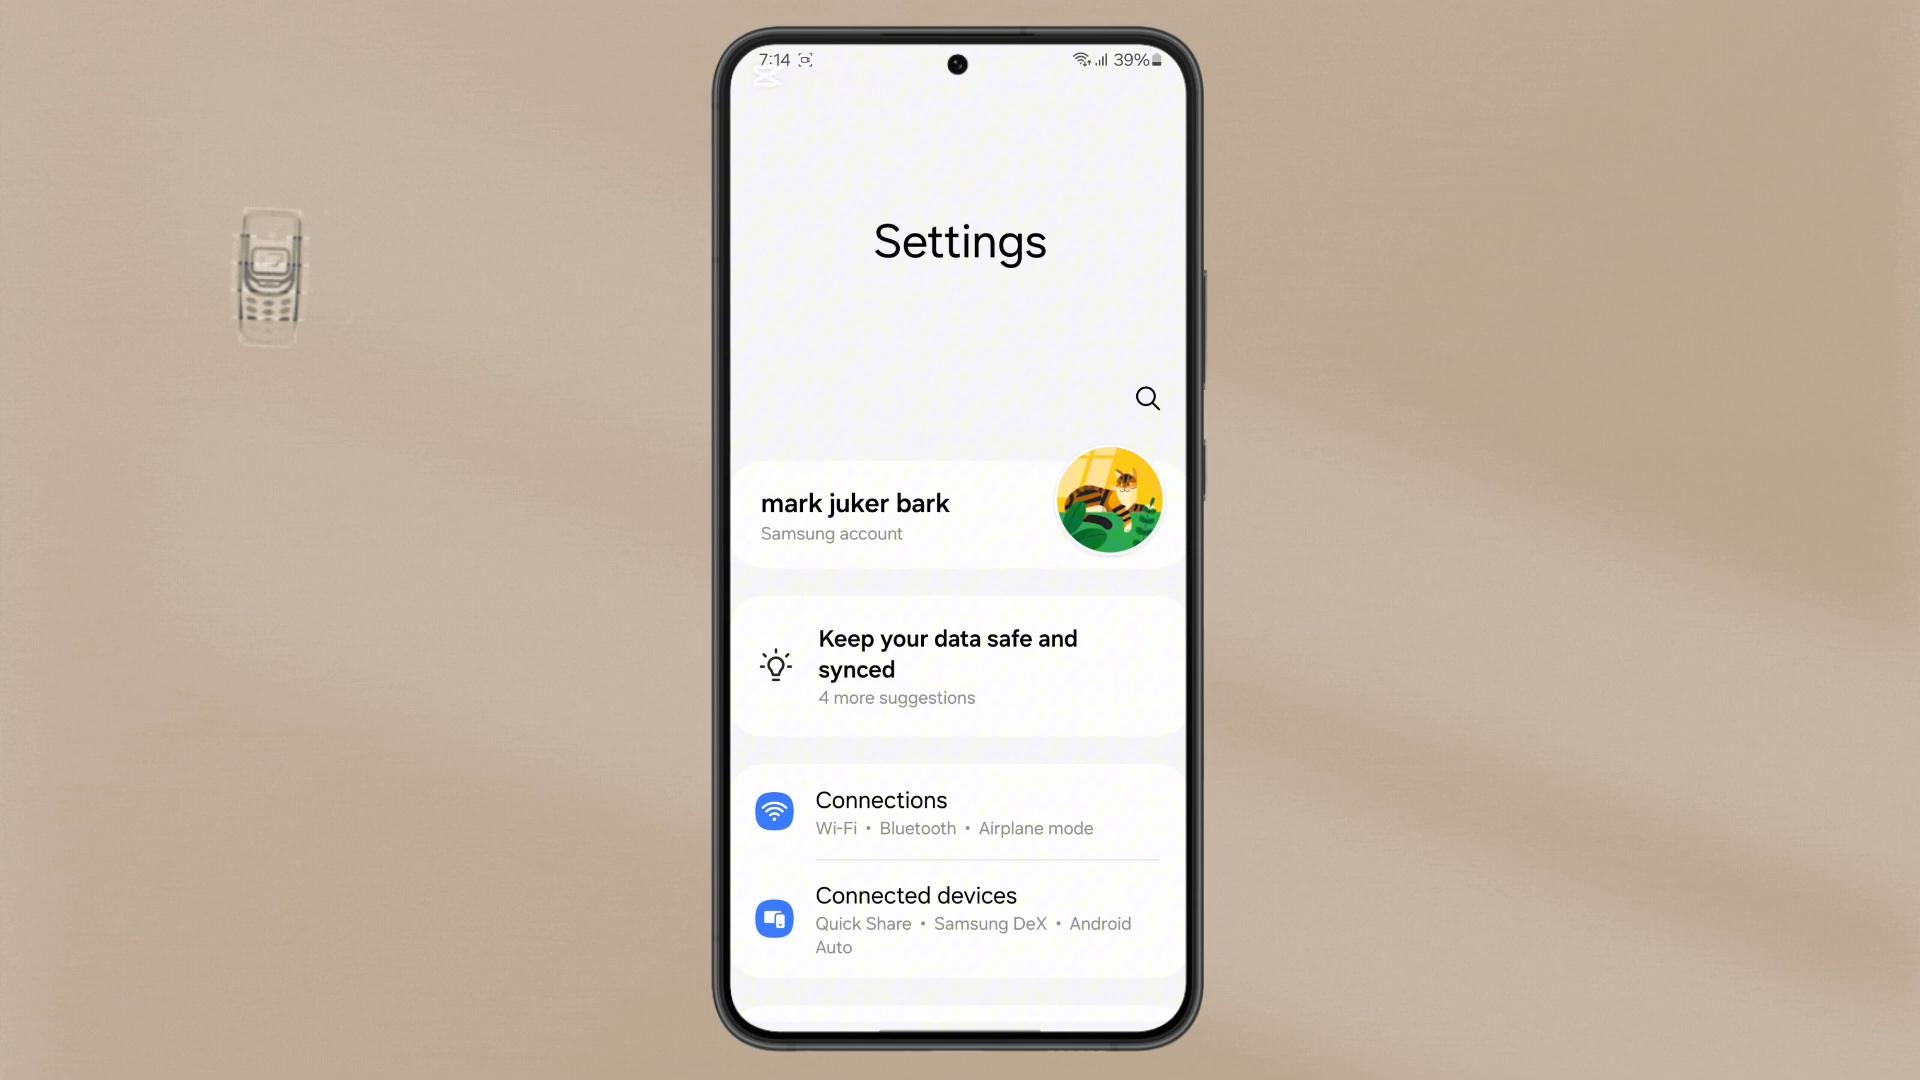 7:14
39%
Settings
mark juker bark
Samsung account
Keep your data safe and
synced
4 more suggestions
Connections
Wi-Fi • Bluetooth • Airplane mode
Connected devices
Quick Share • Samsung DeX • Android
Auto